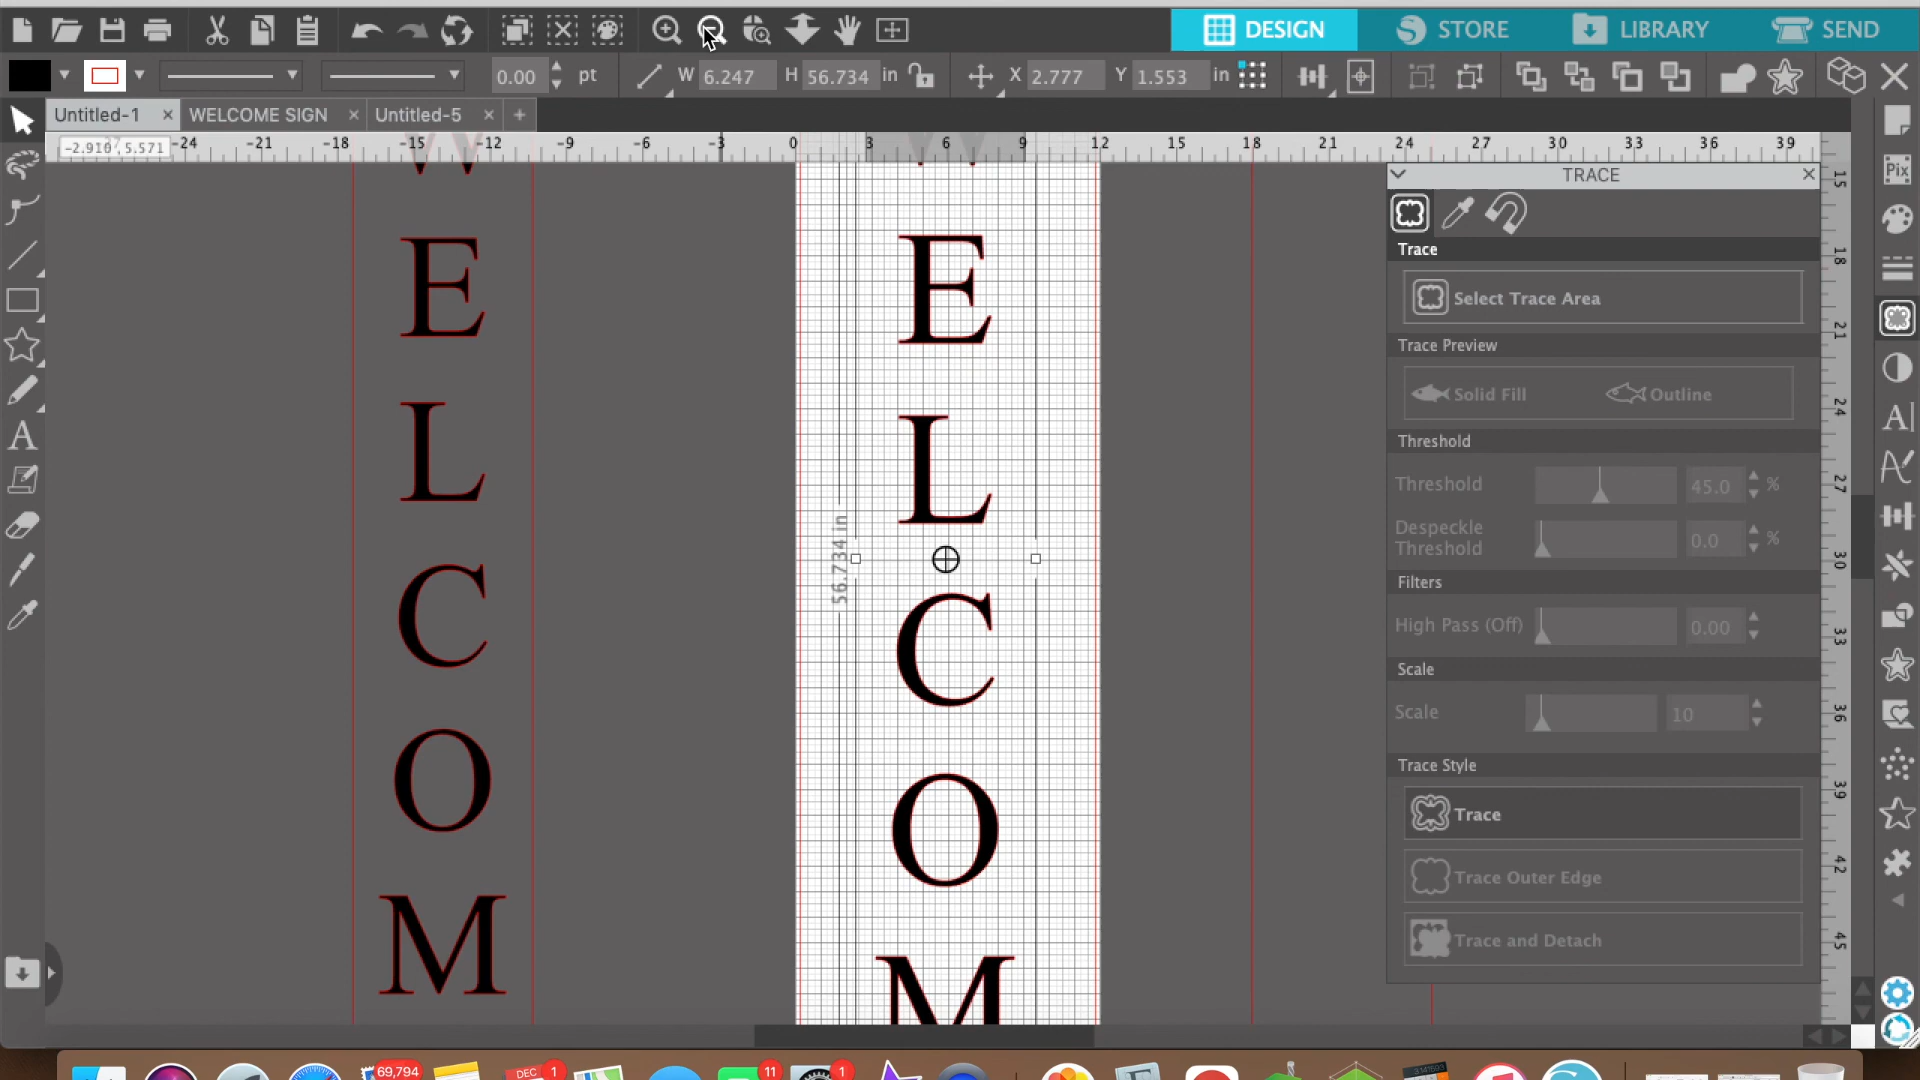 DESIGN STORE LIBRARY SEND
0.00 pt W 6.247 H 56.734 in X 2.777 Y 1.553 in
Untitled-1 × WELCOME SIGN × Untitled-5 × +
-2.910 , 5.571 -24 -21 -18 -15 -12 -9 -6 -3 0 3 6 9 12 15 18 21 24 27 30 33 36 39
TRACE
Pix
Trace
Select Trace Area
Trace Preview
Solid Fill Outline
Threshold
Threshold 45.0 %
Despeckle
Threshold 0.0 %
Filters
High Pass (Off) 0.00
Scale
Scale 10
Trace Style
Trace
Trace Outer Edge
Trace and Detach
15
18
21
24
27
30
33
36
39
42
45
W
E
L
C
O
M
W
E
L
56.734 in
C
O
M
69,794 DEC 1 11 1